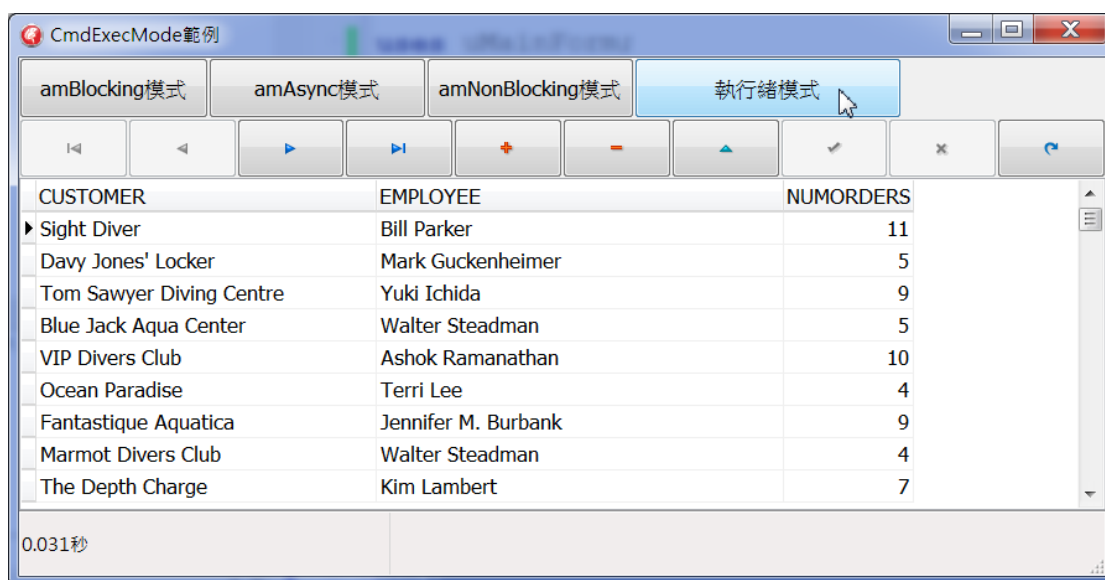 CmdExecMode範例
uses uMainForm;
amBlocking模式 amAsync模式 amNonBlocking模式 執行緒模式
CUSTOMER EMPLOYEE NUMORDERS
Sight Diver Bill Parker 11
Davy Jones' Locker Mark Guckenheimer 5
Tom Sawyer Diving Centre Yuki Ichida 9
Blue Jack Aqua Center Walter Steadman 5
VIP Divers Club Ashok Ramanathan 10
Ocean Paradise Terri Lee 4
Fantastique Aquatica Jennifer M. Burbank 9
Marmot Divers Club Walter Steadman 4
The Depth Charge Kim Lambert 7
0.031秒